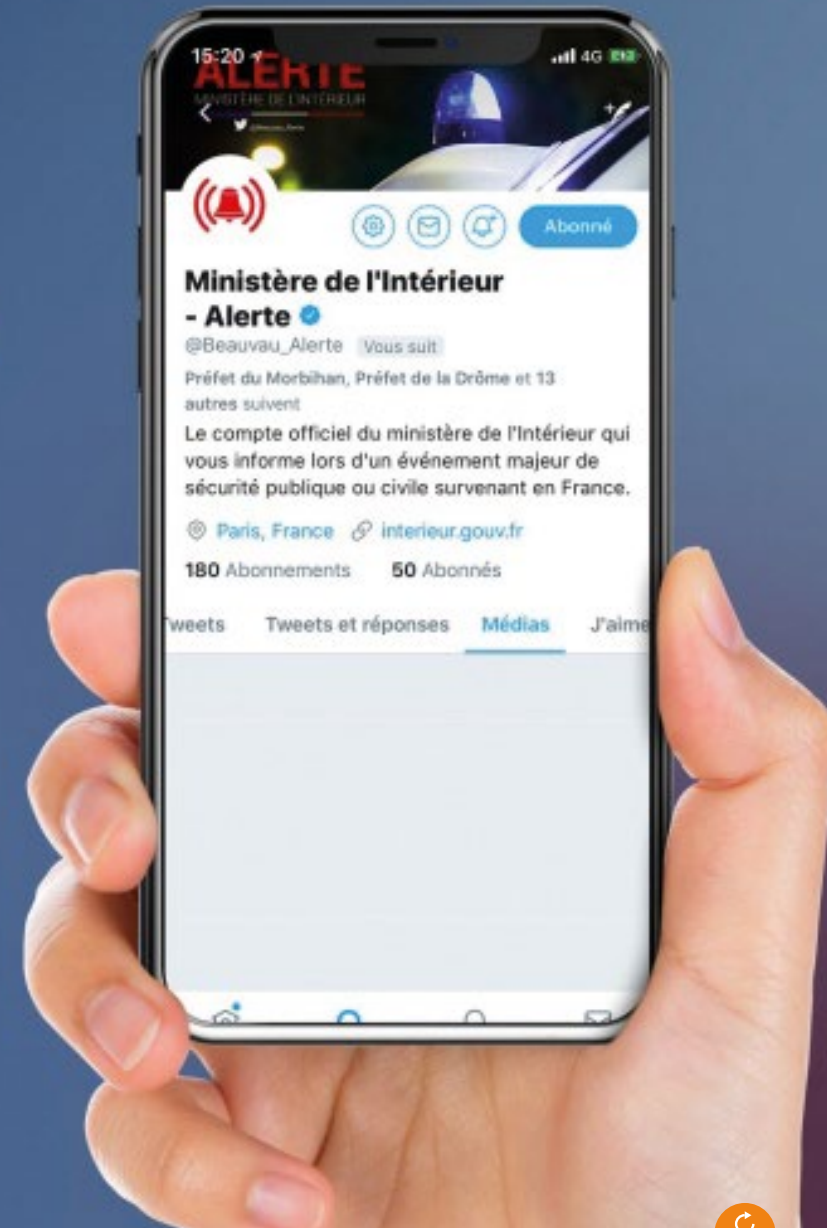 15:20
4G
ALERTE
MINISTÈRE DE L'INTÉRIEUR
Abonné
Ministère de l'Intérieur
- Alerte
@Beauvau_Alerte Vous suit
Préfet du Morbihan, Préfet de la Drôme et 13
autres suivent
Le compte officiel du ministère de l'Intérieur qui
vous informe lors d'un événement majeur de
sécurité publique ou civile survenant en France.
Paris, France interieur.gouv.fr
180 Abonnements 50 Abonnés
Tweets Tweets et réponses Médias J'aime